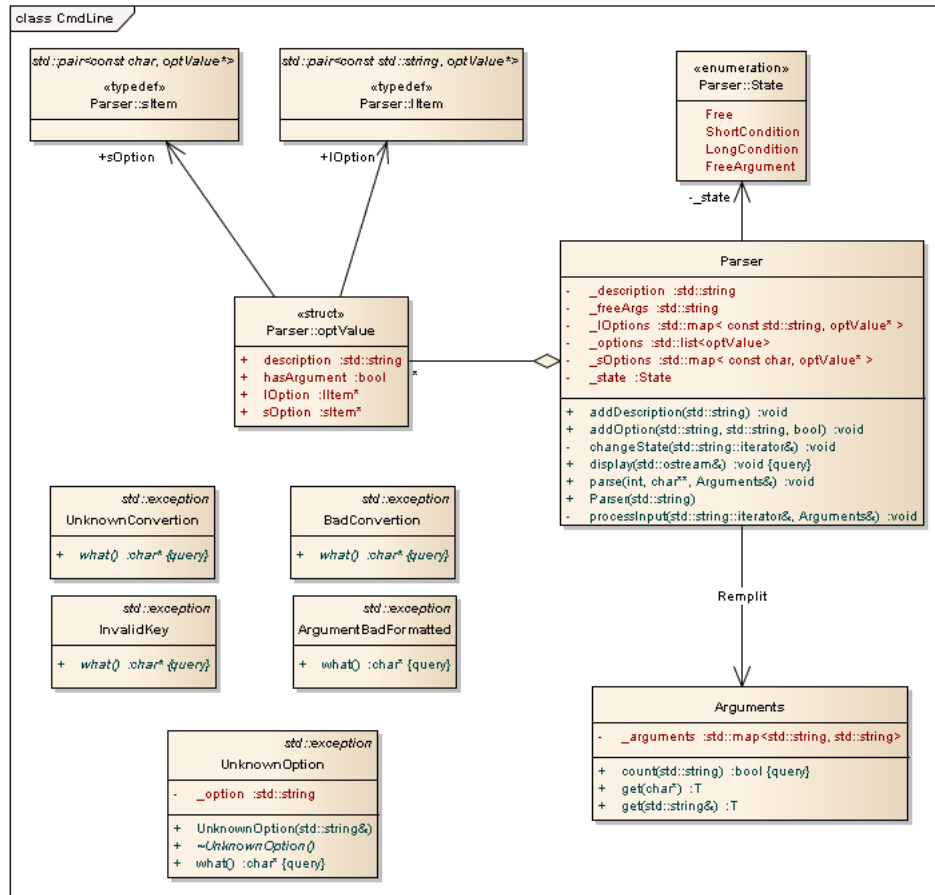 class CmdLine
std::pair<const char, optValue*>
«typedef»
Parser::sItem
std::pair<const std::string, optValue*>
«typedef»
Parser::lItem
«enumeration»
Parser::State
Free
ShortCondition
LongCondition
FreeArgument
+sOption
+lOption
-_state
Parser
- _description :std::string
- _freeArgs :std::string
- _lOptions :std::map< const std::string, optValue* >
- _options :std::list<optValue>
- _sOptions :std::map< const char, optValue* >
- _state :State
+ addDescription(std::string) :void
+ addOption(std::string, std::string, bool) :void
- changeState(std::string::iterator&) :void
+ display(std::ostream&) :void {query}
+ parse(int, char**, Arguments&) :void
+ Parser(std::string)
- processInput(std::string::iterator&, Arguments&) :void
«struct»
Parser::optValue
+ description :std::string
+ hasArgument :bool
+ lOption :lItem*
+ sOption :sItem*
*
std::exception
UnknownConvertion
+ what() :char* {query}
std::exception
BadConvertion
+ what() :char* {query}
std::exception
InvalidKey
+ what() :char* {query}
std::exception
ArgumentBadFormatted
+ what() :char* {query}
Remplit
Arguments
- _arguments :std::map<std::string, std::string>
+ count(std::string) :bool {query}
+ get(char*) :T
+ get(std::string&) :T
std::exception
UnknownOption
- _option :std::string
+ UnknownOption(std::string&)
+ ~UnknownOption()
+ what() :char* {query}